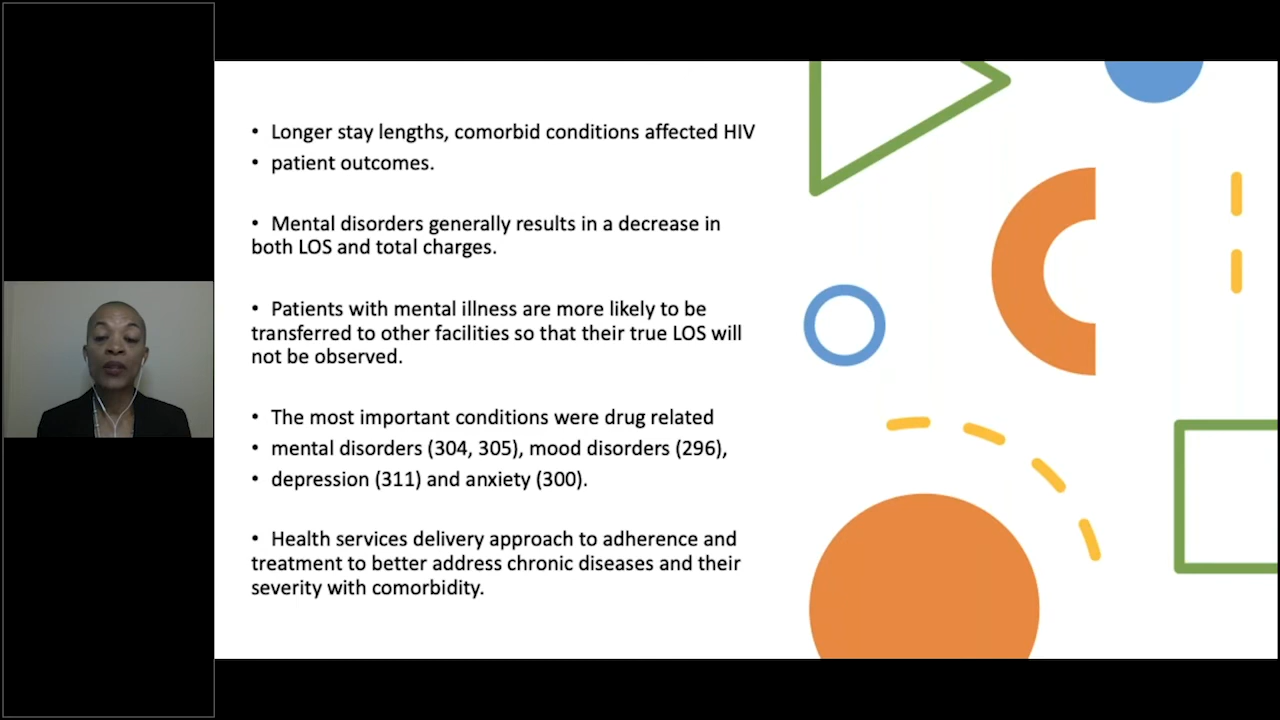 • Longer stay lengths, comorbid conditions affected HIV
• patient outcomes.
• Mental disorders generally results in a decrease in
both LOS and total charges.
• Patients with mental illness are more likely to be
transferred to other facilities so that their true LOS will
not be observed.
• The most important conditions were drug related
• mental disorders (304, 305), mood disorders (296),
• depression (311) and anxiety (300).
• Health services delivery approach to adherence and
treatment to better address chronic diseases and their
severity with comorbidity.